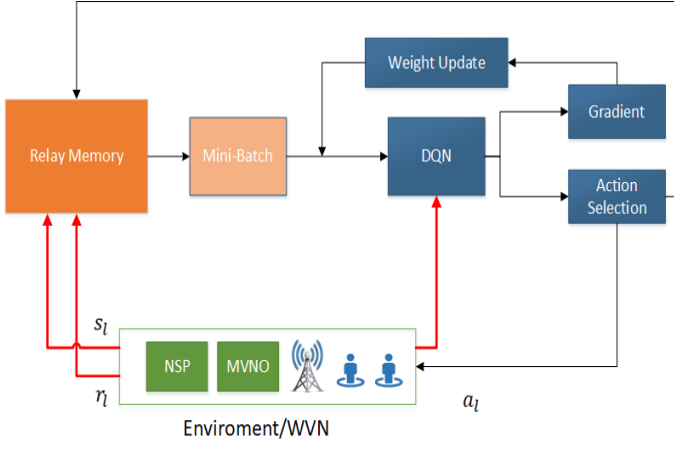 Weight Update
Gradient
Relay Memory
Mini-Batch
DQN
Action
Selection
s_l
r_l
NSP
MVNO
a_l
Enviroment/WVN